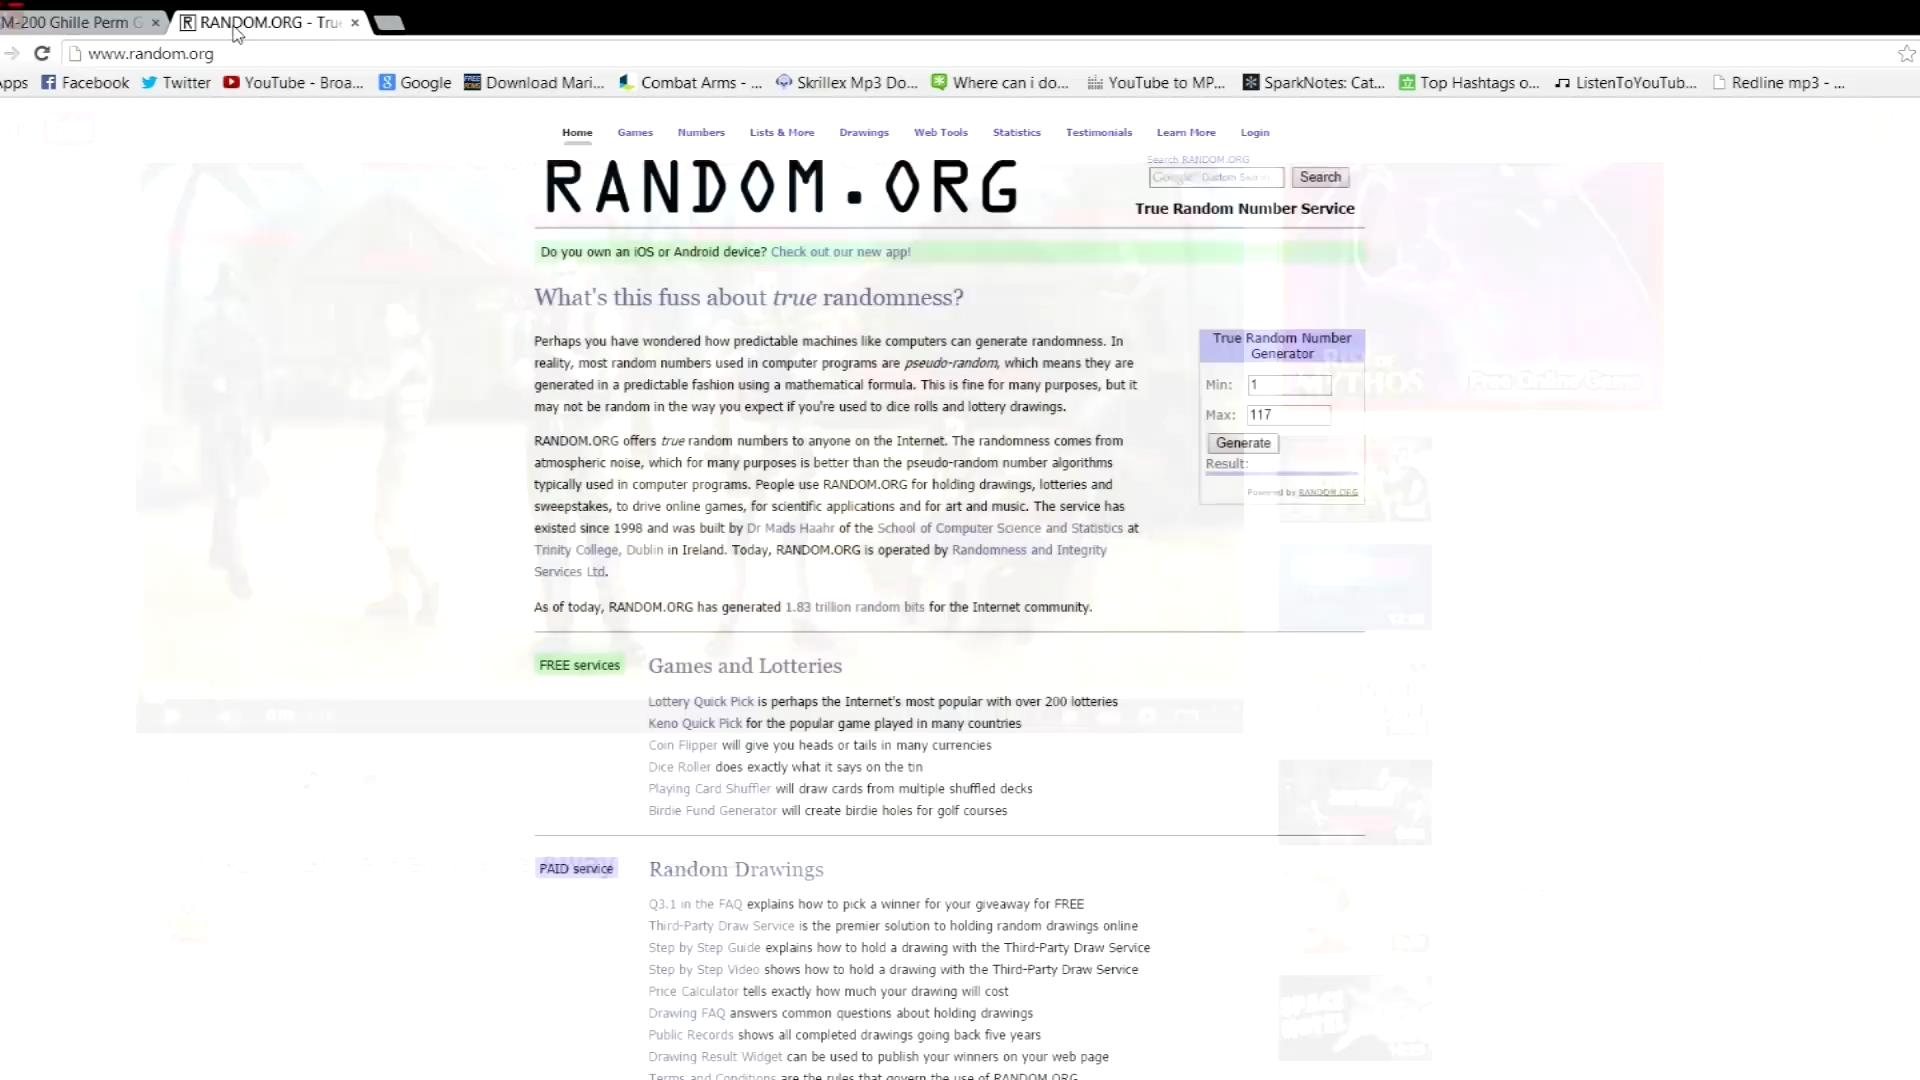 M-200 Ghille Perm G
RANDOM.ORG - Tru
www.random.org
Apps Facebook Twitter YouTube - Broa... Google Download Mari... Combat Arms - ... Skrillex Mp3 Do... Where can i do... YouTube to MP... SparkNotes: Cat... Top Hashtags o... ListenToYouTub... Redline mp3 - ...
Home Games Numbers Lists & More Drawings Web Tools Statistics Testimonials Learn More Login
RANDOM.ORG
Search RANDOM.ORG
Google Custom Sear
Search
True Random Number Service
Do you own an iOS or Android device? Check out our new app!
What's this fuss about true randomness?
Perhaps you have wondered how predictable machines like computers can generate randomness. In
reality, most random numbers used in computer programs are pseudo-random, which means they are
generated in a predictable fashion using a mathematical formula. This is fine for many purposes, but it
may not be random in the way you expect if you're used to dice rolls and lottery drawings.
RANDOM.ORG offers true random numbers to anyone on the Internet. The randomness comes from
atmospheric noise, which for many purposes is better than the pseudo-random number algorithms
typically used in computer programs. People use RANDOM.ORG for holding drawings, lotteries and
sweepstakes, to drive online games, for scientific applications and for art and music. The service has
existed since 1998 and was built by Dr Mads Haahr of the School of Computer Science and Statistics at
Trinity College, Dublin in Ireland. Today, RANDOM.ORG is operated by Randomness and Integrity
Services Ltd.
As of today, RANDOM.ORG has generated 1.83 trillion random bits for the Internet community.
True Random Number
Generator
Min: 1
Max: 117
Generate
Result:
Powered by RANDOM.ORG
MYTHOS
Free Online Game
FREE services
Games and Lotteries
Lottery Quick Pick is perhaps the Internet's most popular with over 200 lotteries
Keno Quick Pick for the popular game played in many countries
Coin Flipper will give you heads or tails in many currencies
Dice Roller does exactly what it says on the tin
Playing Card Shuffler will draw cards from multiple shuffled decks
Birdie Fund Generator will create birdie holes for golf courses
PAID service
Random Drawings
Q3.1 in the FAQ explains how to pick a winner for your giveaway for FREE
Third-Party Draw Service is the premier solution to holding random drawings online
Step by Step Guide explains how to hold a drawing with the Third-Party Draw Service
Step by Step Video shows how to hold a drawing with the Third-Party Draw Service
Price Calculator tells exactly how much your drawing will cost
Drawing FAQ answers common questions about holding drawings
Public Records shows all completed drawings going back five years
Drawing Result Widget can be used to publish your winners on your web page
Terms and Conditions are the rules that govern the use of RANDOM.ORG
SPACE